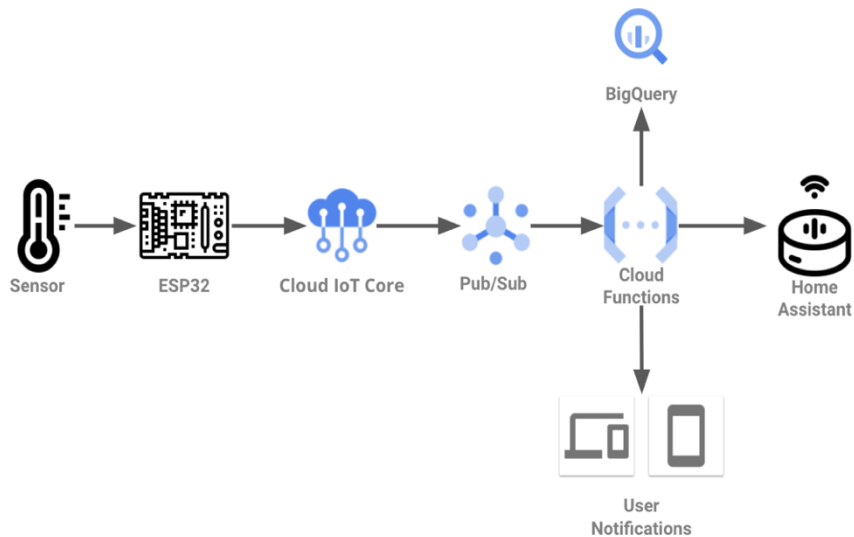 BigQuery
Sensor
ESP32
Cloud IoT Core
Pub/Sub
Cloud
Functions
Home
Assistant
User
Notifications